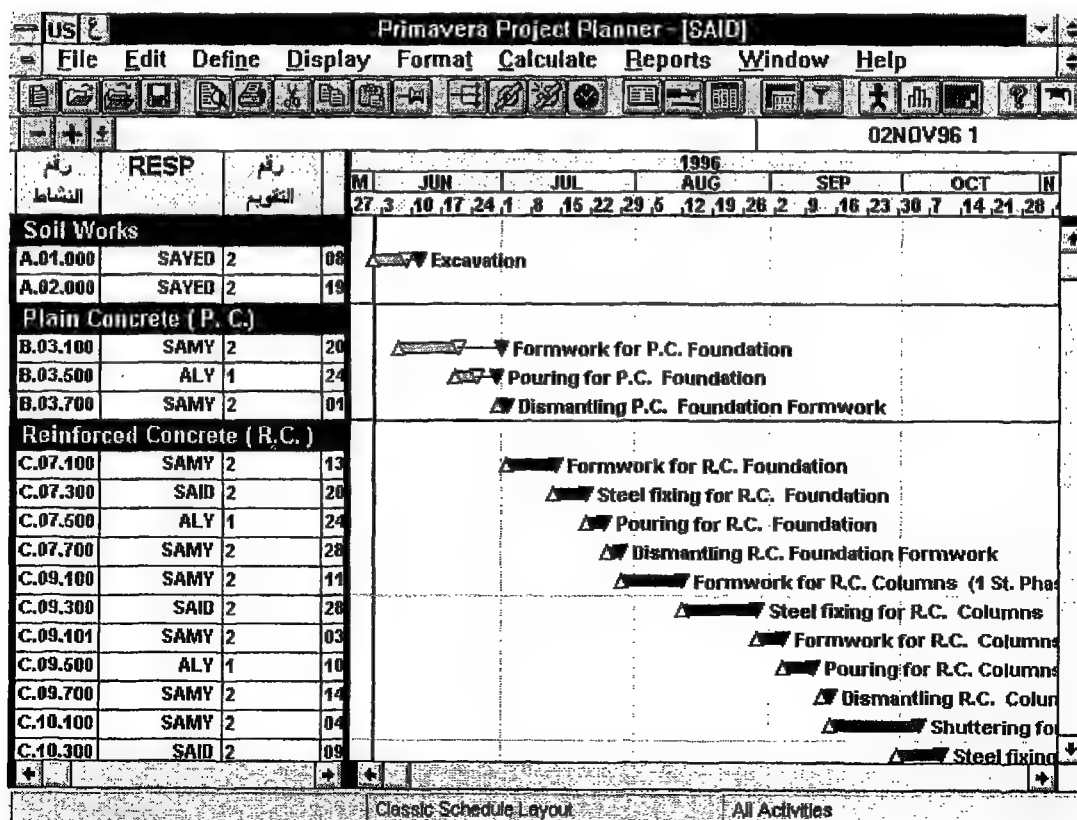 US
Primavera Project Planner - [SAID]
File Edit Define Display Format Calculate Reports Window Help
02NOV96 1
رقم النشاط RESP رقم التقويم
1996
M JUN JUL AUG SEP OCT N
27 3 10 17 24 1 8 15 22 29 5 12 19 26 2 9 16 23 30 7 14 21 28
Soil Works
A.01.000 SAYED 2 08 Excavation
A.02.000 SAYED 2 19
Plain Concrete ( P. C.)
B.03.100 SAMY 2 20 Formwork for P.C. Foundation
B.03.500 ALY 1 24 Pouring for P.C. Foundation
B.03.700 SAMY 2 01 Dismantling P.C. Foundation Formwork
Reinforced Concrete ( R.C. )
C.07.100 SAMY 2 13 Formwork for R.C. Foundation
C.07.300 SAID 2 20 Steel fixing for R.C. Foundation
C.07.500 ALY 1 24 Pouring for R.C. Foundation
C.07.700 SAMY 2 28 Dismantling R.C. Foundation Formwork
C.09.100 SAMY 2 11 Formwork for R.C. Columns (1 St. Phas
C.09.300 SAID 2 28 Steel fixing for R.C. Columns
C.09.101 SAMY 2 03 Formwork for R.C. Columns
C.09.500 ALY 1 10 Pouring for R.C. Columns
C.09.700 SAMY 2 14 Dismantling R.C. Colun
C.10.100 SAMY 2 04 Shuttering for
C.10.300 SAID 2 09 Steel fixing
Classic Schedule Layout All Activities